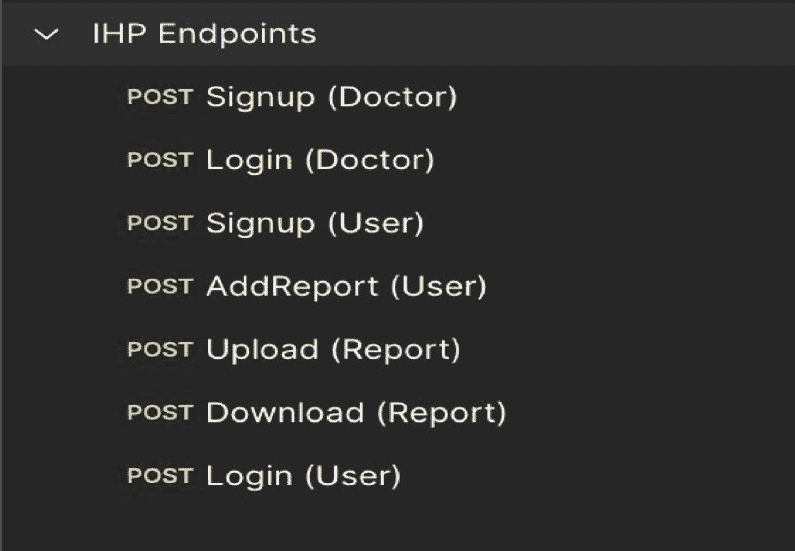 IHP Endpoints
POST Signup (Doctor)
POST Login (Doctor)
POST Signup (User)
POST AddReport (User)
POST Upload (Report)
POST Download (Report)
POST Login (User)